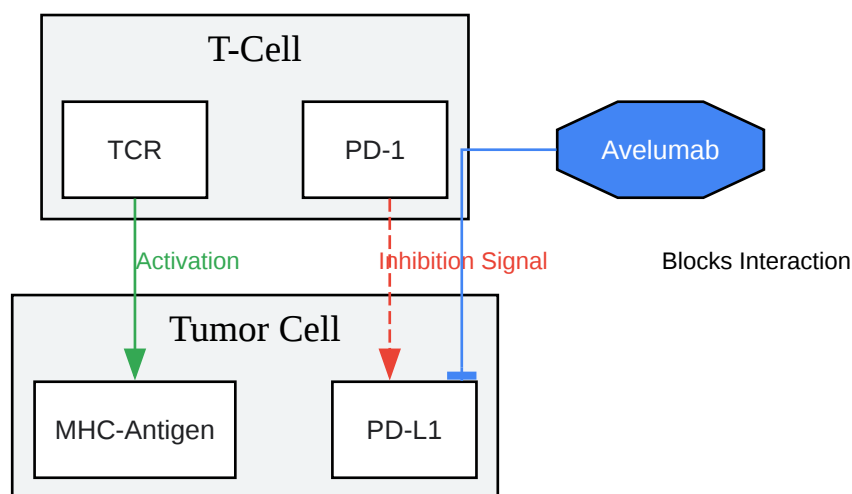 T-Cell
TCR
PD-1
Avelumab
Activation
Inhibition Signal
Blocks Interaction
Tumor Cell
MHC-Antigen
PD-L1